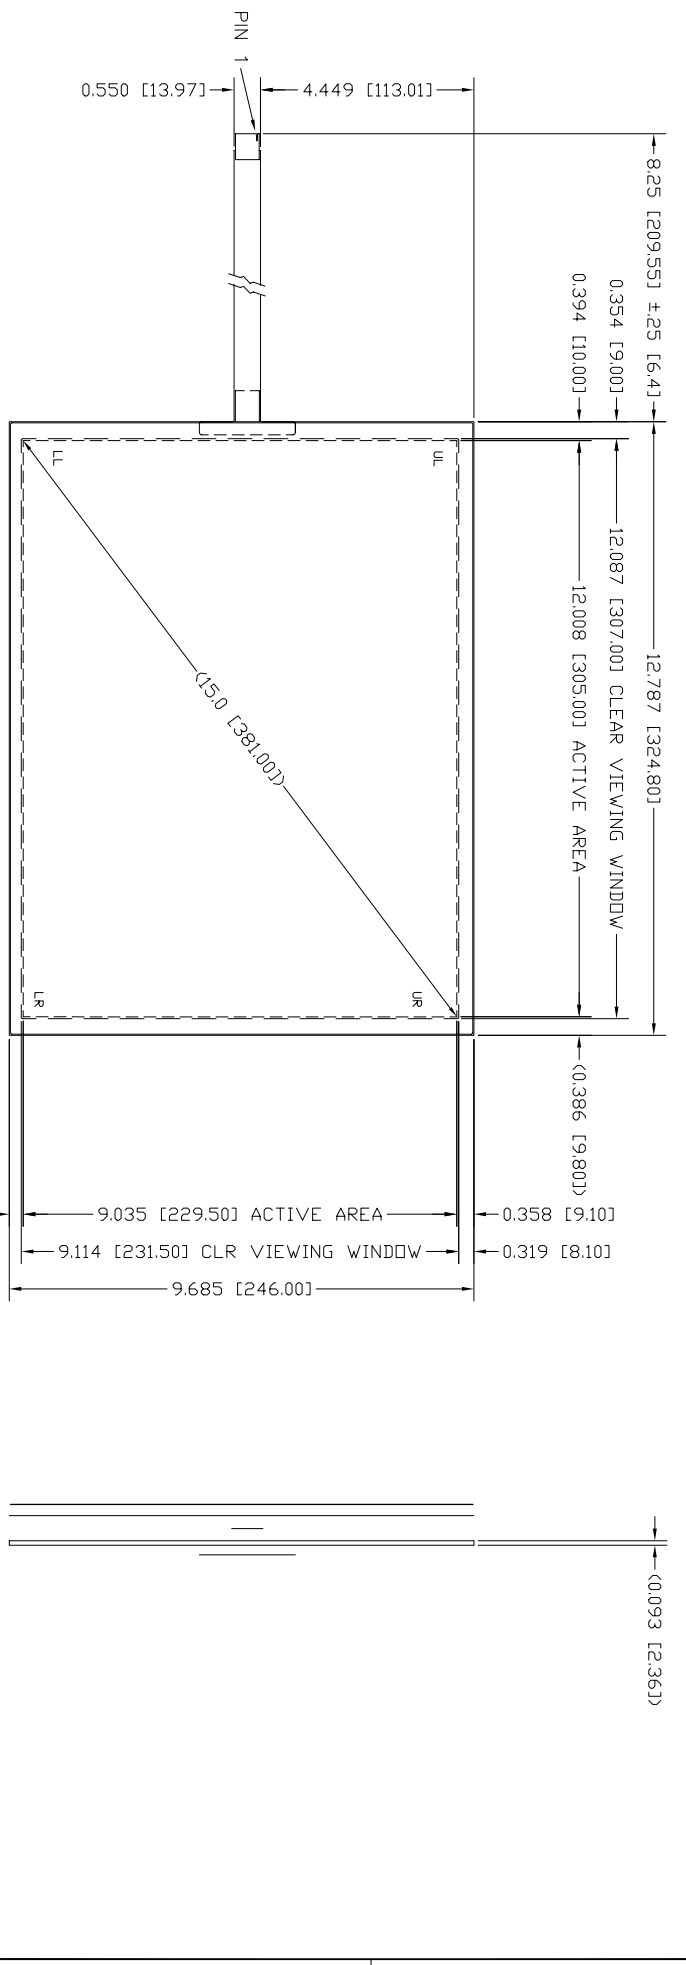 PIN 1
0.550 [13.97]
4.449 [113.01]
8.25 [209.55] ±.25 [6.4]
0.354 [9.00]
0.394 [10.00]
LL
UL
12.787 [324.80]
12.087 [307.00] CLEAR VIEWING WINDOW
12.008 [305.00] ACTIVE AREA
(15.0 [381.00])
LR
UR
(0.386 [9.80])
9.035 [229.50] ACTIVE AREA
0.358 [9.10]
9.114 [231.50] CLR VIEWING WINDOW
0.319 [8.10]
9.685 [246.00]
(0.093 [2.36])